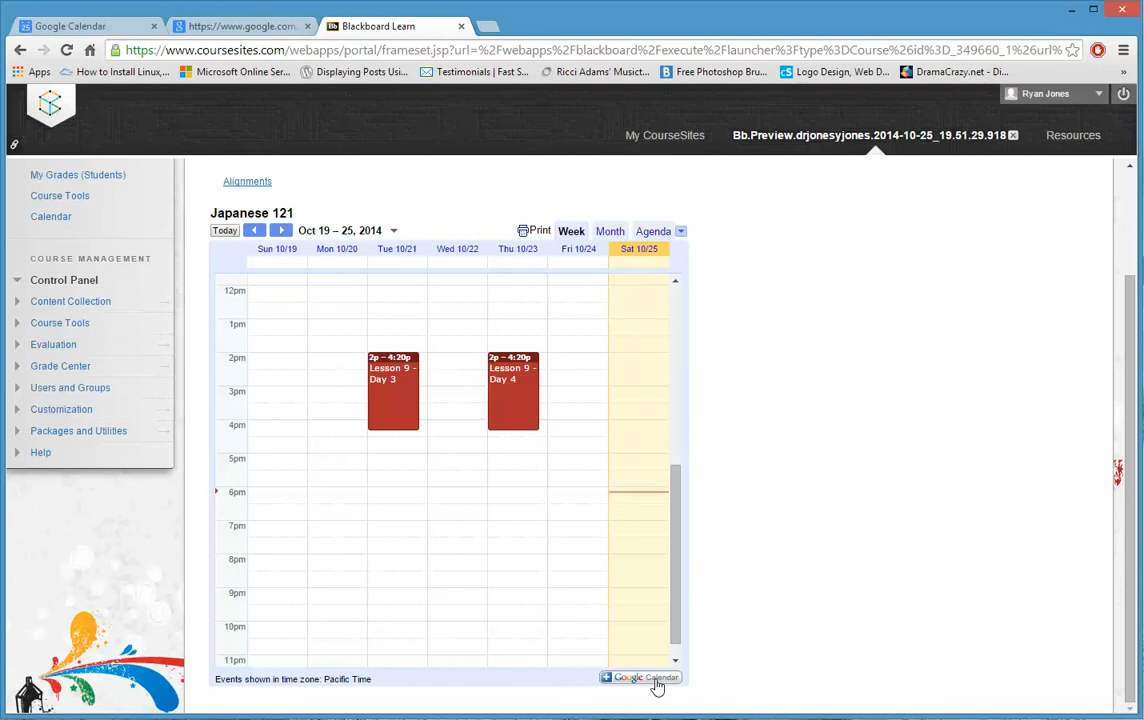 Google Calendar
https://www.google.com
Blackboard Learn
https://www.coursesites.com/webapps/portal/frameset.jsp?url=%2Fwebapps%2Fblackboard%2Fexecute%2Flauncher%3Ftype%3DCourse%26id%3D_349660_1%26url%
Apps How to Install Linux,... Microsoft Online Ser... Displaying Posts Usi... Testimonials | Fast S... Ricci Adams' Music t... Free Photoshop Bru... Logo Design, Web D... DramaCrazy.net - Di... »
Ryan Jones
My CourseSites Bb.Preview.drjonesyjones.2014-10-25_19.51.29.918 Resources
My Grades (Students)
Course Tools
Calendar
COURSE MANAGEMENT
Control Panel
Content Collection
Course Tools
Evaluation
Grade Center
Users and Groups
Customization
Packages and Utilities
Help
Alignments
Japanese 121
Today Oct 19 – 25, 2014 Print Week Month Agenda
Sun 10/19 Mon 10/20 Tue 10/21 Wed 10/22 Thu 10/23 Fri 10/24 Sat 10/25
12pm
1pm
2pm
3pm
4pm
5pm
6pm
7pm
8pm
9pm
10pm
11pm
2p – 4:20p
Lesson 9 -
Day 3
2p – 4:20p
Lesson 9 -
Day 4
Events shown in time zone: Pacific Time
Google Calendar